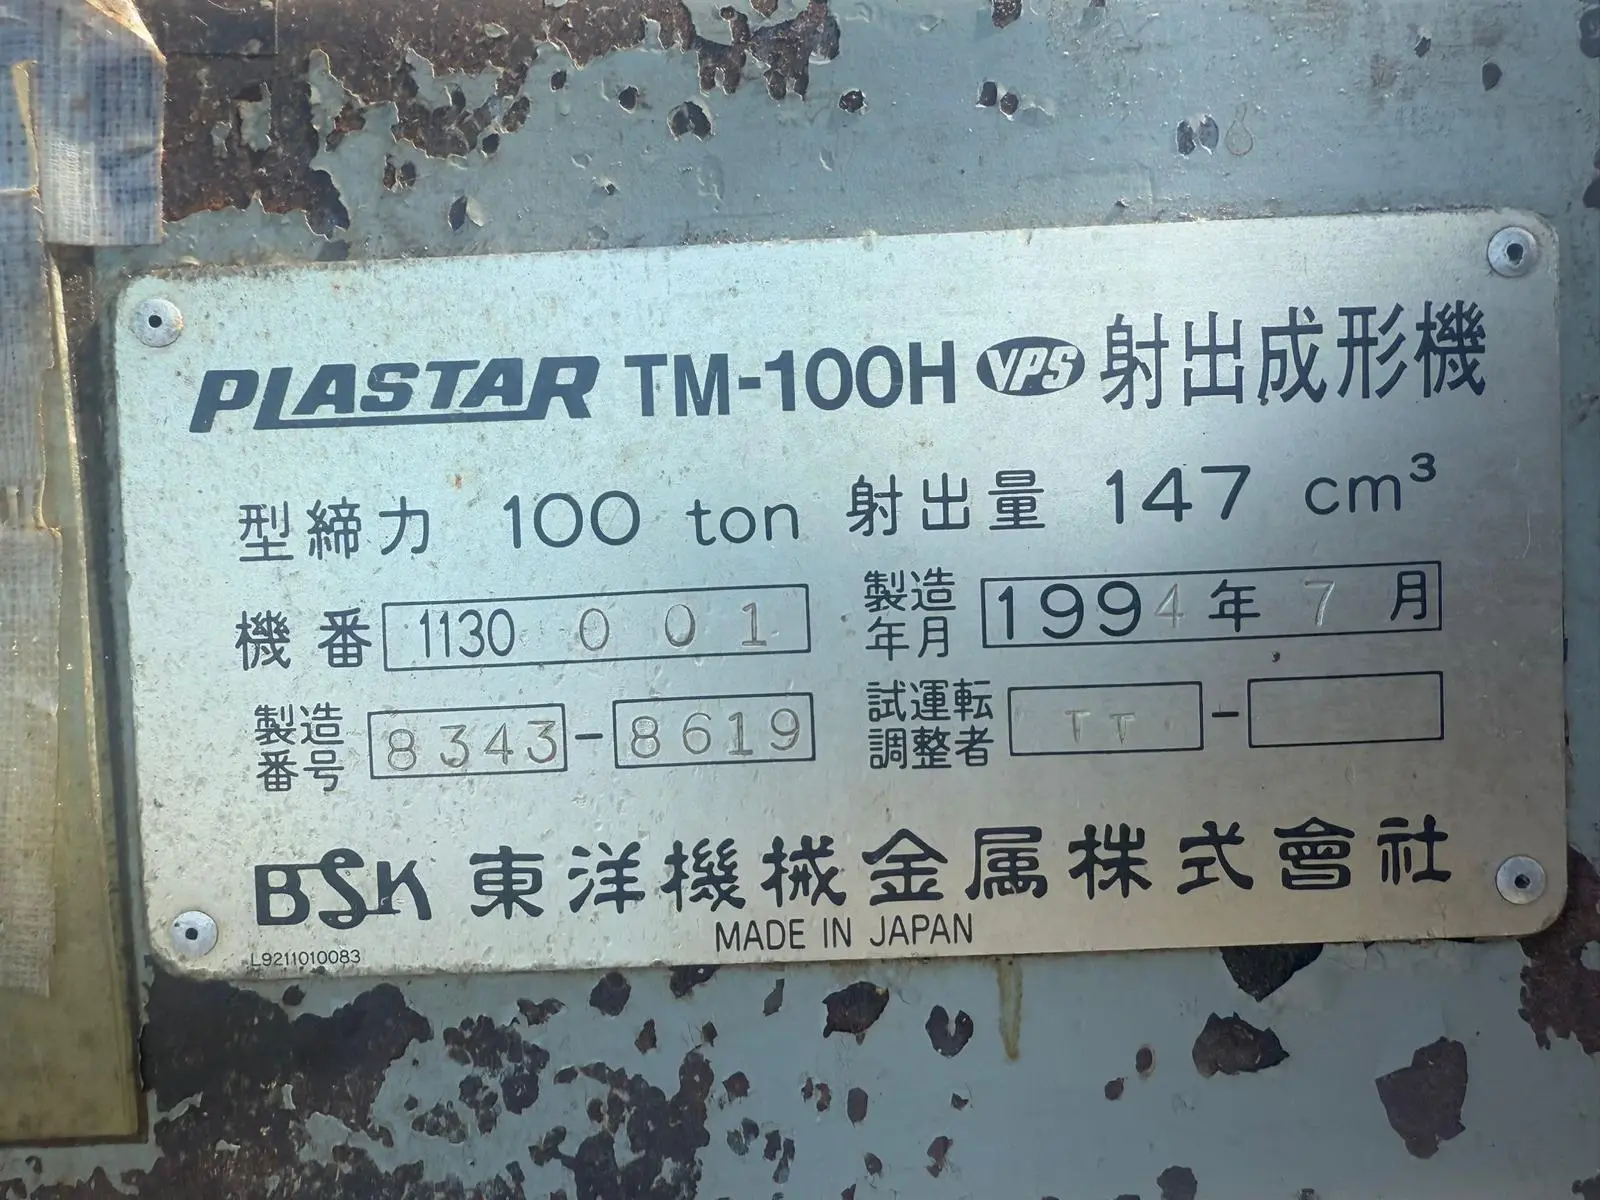 PLASTAR TM-100H VPS 射出成形機
型締力 100 ton 射出量 147 cm³
機番 1130 0 0 1 製造年月 1994年 7月
製造番号 8343-8619 試運転調整者 TT -
BSK 東洋機械金属株式會社
MADE IN JAPAN
L9211010083